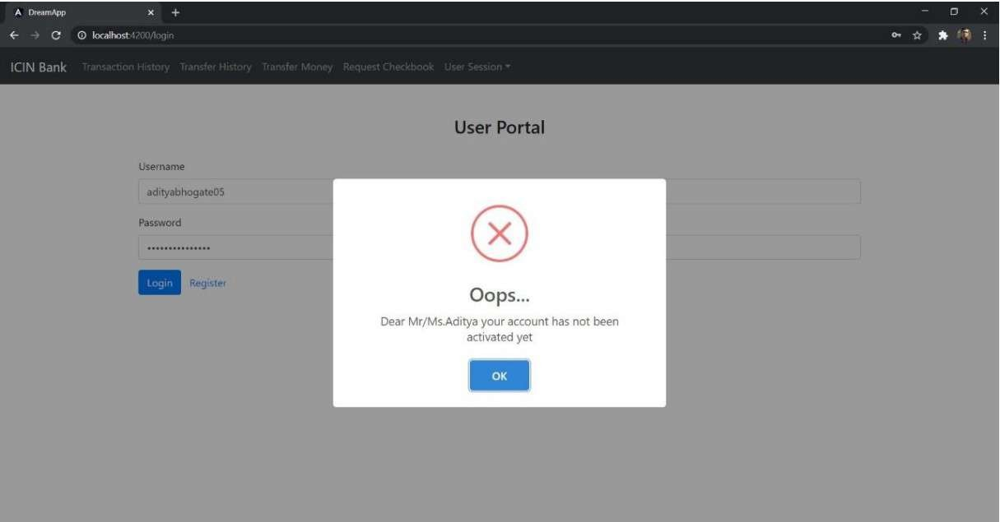 DreamApp
localhost:4200/login
ICIN Bank Transaction History Transfer History Transfer Money Request Checkbook User Session
User Portal
Username
adityabhogate05
Password
Login Register
Oops...
Dear Mr/Ms.Aditya your account has not been
activated yet
OK